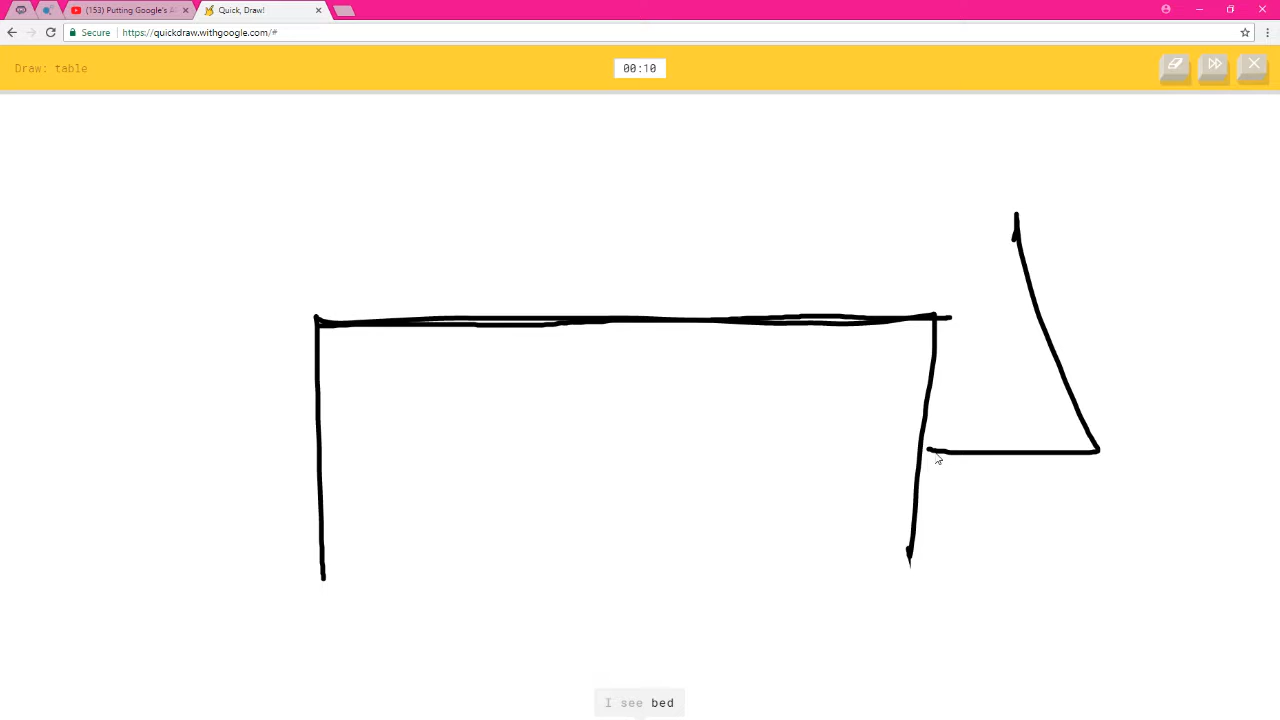 (153) Putting Google's A
Quick, Draw!
Secure
https://quickdraw.withgoogle.com/#
Draw: table
00:10
I see bed